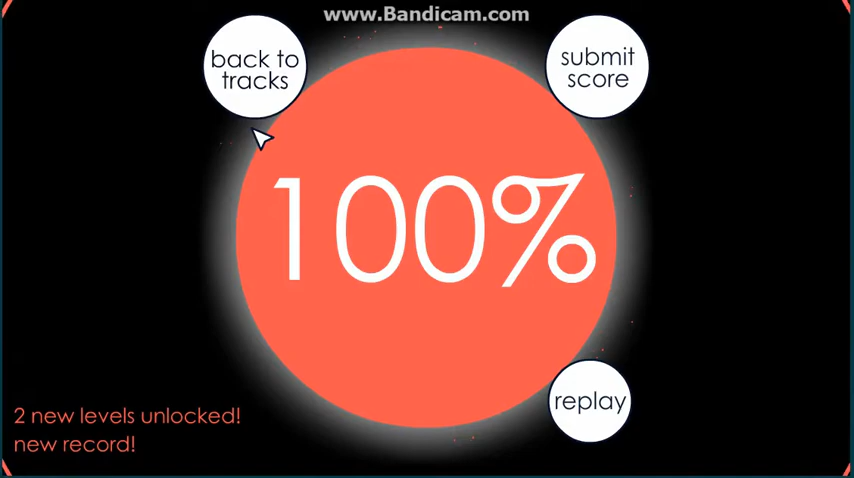 www.Bandicam.com
back to
tracks
submit
score
100%
replay
2 new levels unlocked!
new record!